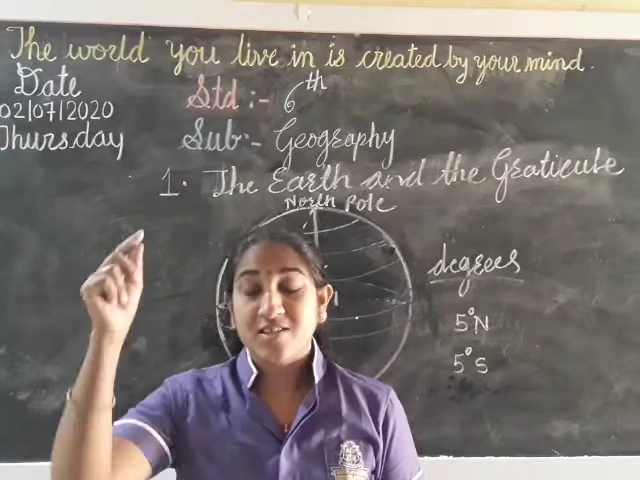 The world you live in is created by your mind.
Date
02/07/2020
Thursday
Std:- 6th
Sub:- Geography
1. The Earth and the Graticule
North Pole
degrees
5°N
5°S